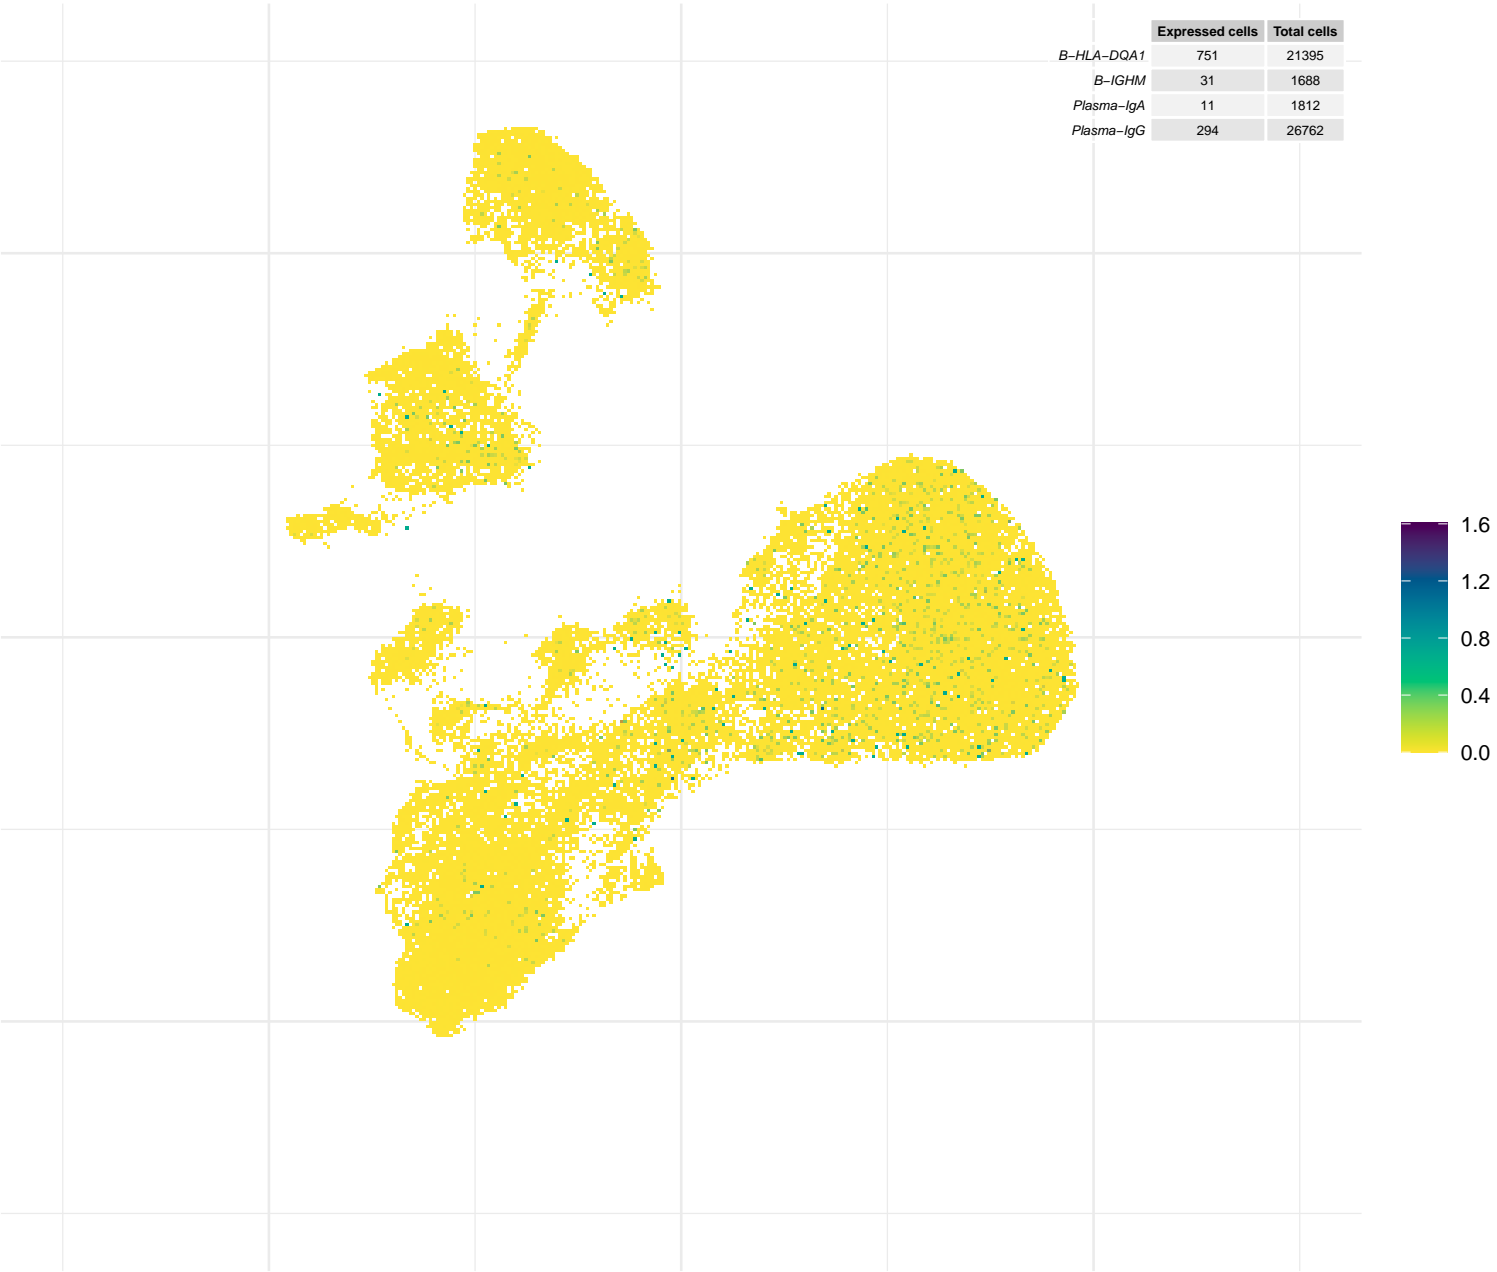 Expressed cells Total cells
B−HLA−DQA1 751 21395
B−IGHM 31 1688
Plasma−IgA 11 1812
Plasma−IgG 294 26762
1.6
1.2
0.8
0.4
0.0